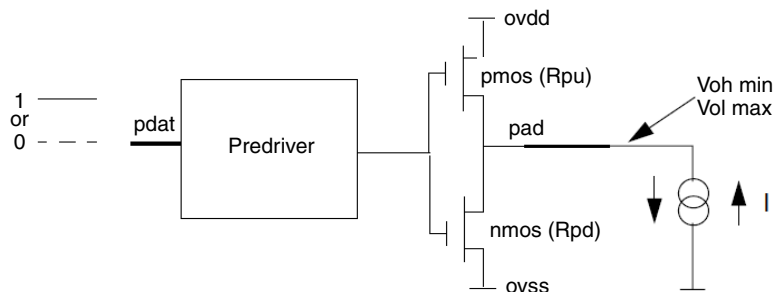 ovdd
pmos (Rpu)
1
or
0
pdat
Predriver
pad
Voh min
Vol max
nmos (Rpd)
I
ovss